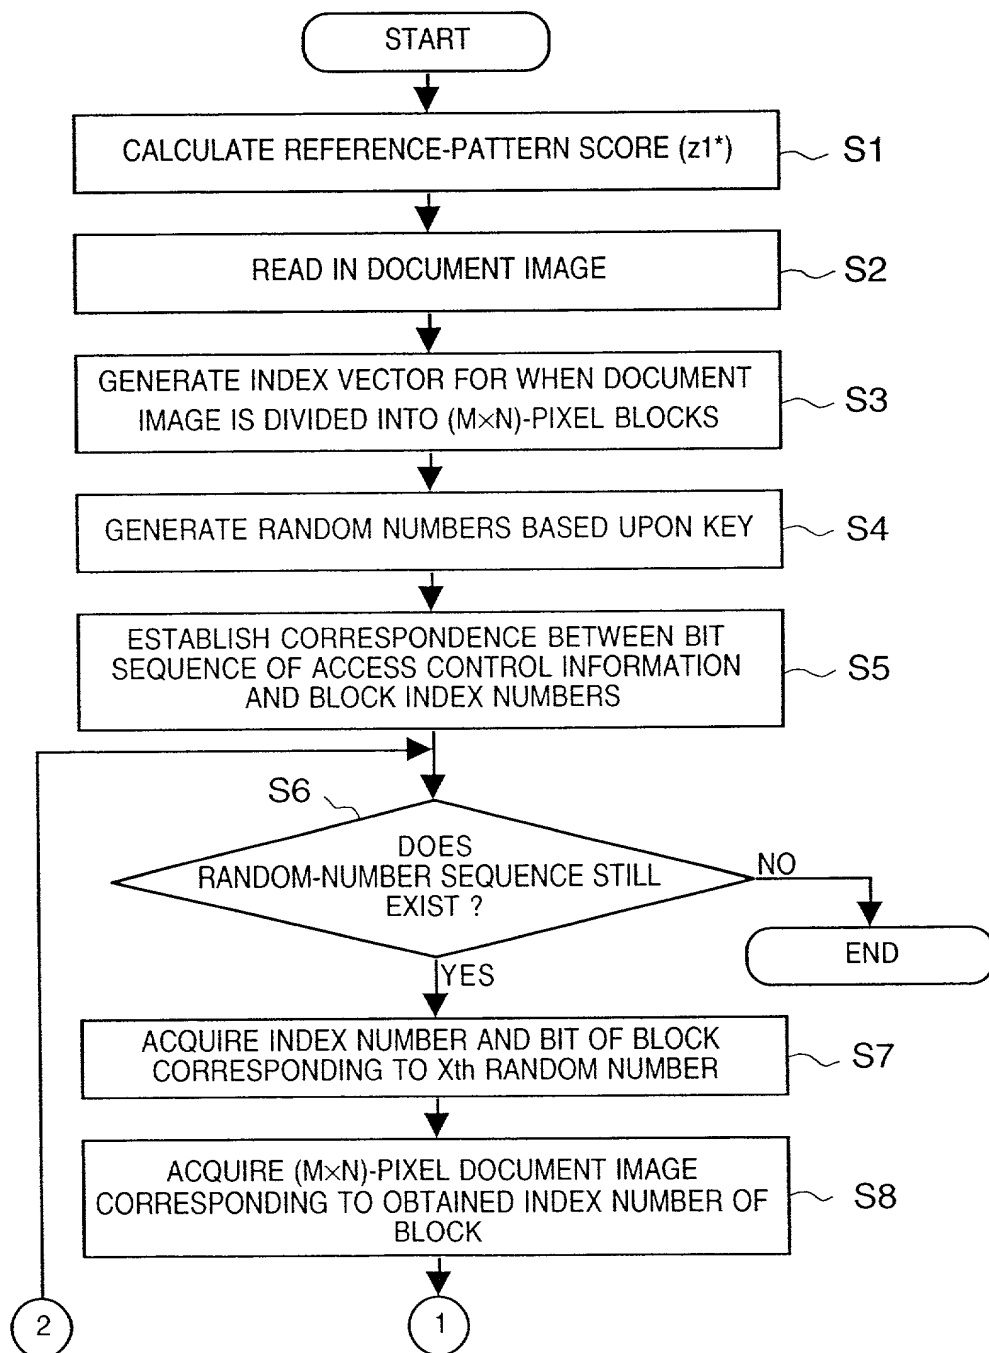 START
CALCULATE REFERENCE-PATTERN SCORE (z1*)
S1
READ IN DOCUMENT IMAGE
S2
GENERATE INDEX VECTOR FOR WHEN DOCUMENT
IMAGE IS DIVIDED INTO (M×N)-PIXEL BLOCKS
S3
GENERATE RANDOM NUMBERS BASED UPON KEY
S4
ESTABLISH CORRESPONDENCE BETWEEN BIT
SEQUENCE OF ACCESS CONTROL INFORMATION
AND BLOCK INDEX NUMBERS
S5
S6
DOES
RANDOM-NUMBER SEQUENCE STILL
EXIST ?
NO
END
YES
ACQUIRE INDEX NUMBER AND BIT OF BLOCK
CORRESPONDING TO Xth RANDOM NUMBER
S7
ACQUIRE (M×N)-PIXEL DOCUMENT IMAGE
CORRESPONDING TO OBTAINED INDEX NUMBER OF
BLOCK
S8
2
1